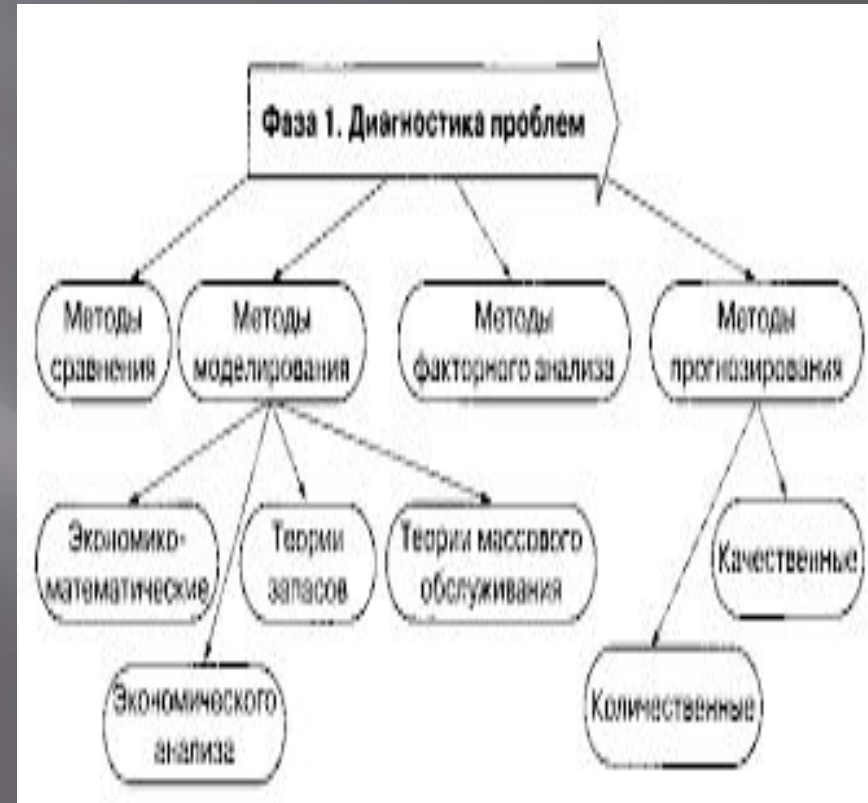 Фаза 1. Диагностика проблем
Методы
сравнения
Методы
моделирования
Методы
факторного анализа
Методы
прогнозирования
Экономико-
математические
Теории
запасов
Теории массового
обслуживания
Качественные
Экономического
анализа
Количественные